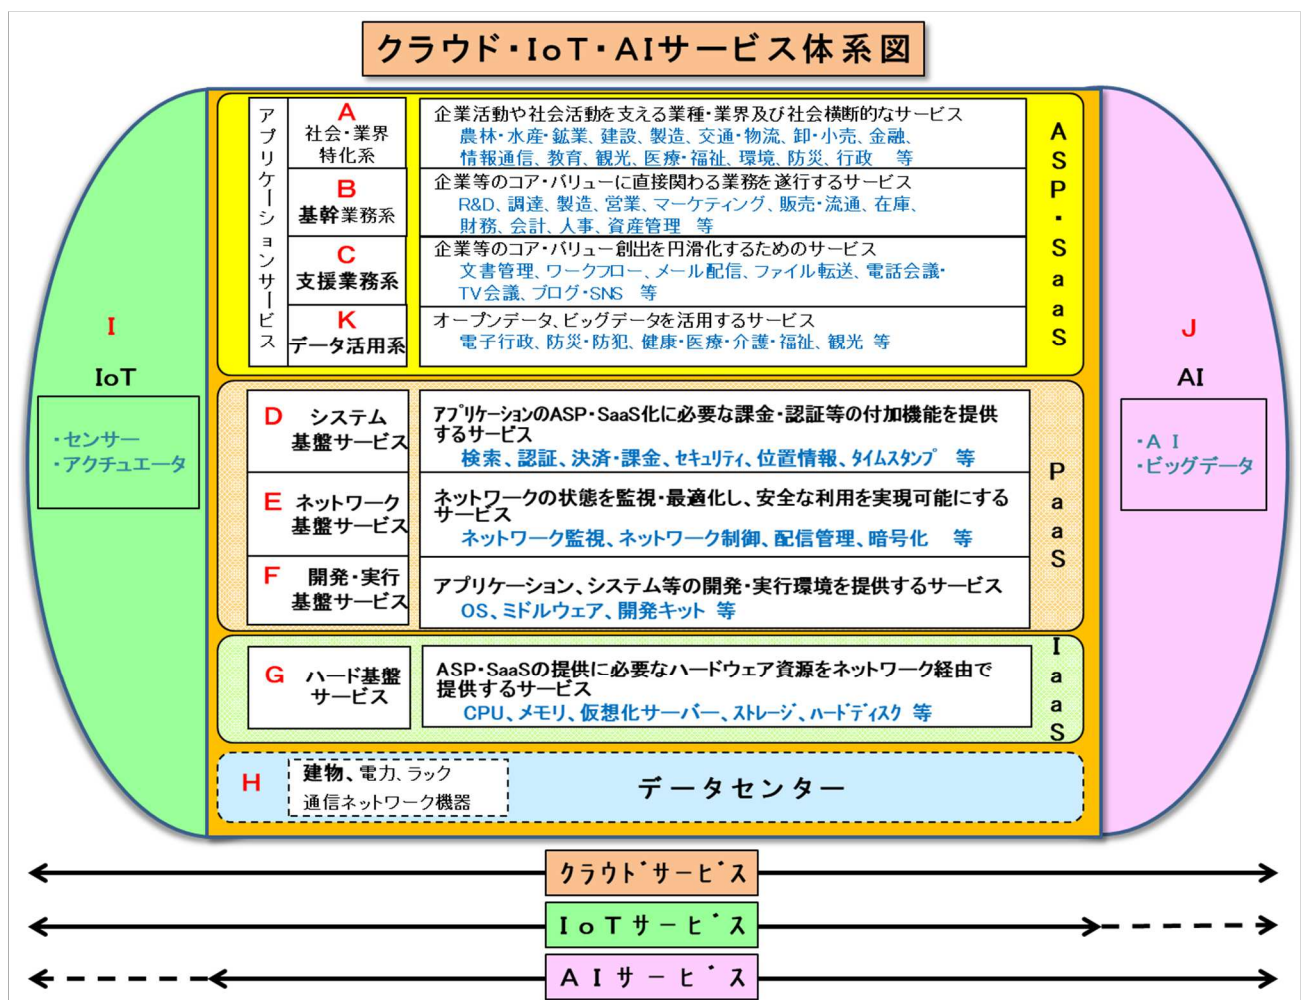 クラウド・IoT・AIサービス体系図
アプリケーションサービス
A
社会・業界
特化系
企業活動や社会活動を支える業種・業界及び社会横断的なサービス
農林・水産・鉱業、建設、製造、交通・物流、卸・小売、金融、
情報通信、教育、観光、医療・福祉、環境、防災、行政 等
B
基幹業務系
企業等のコア・バリューに直接関わる業務を遂行するサービス
R&D、調達、製造、営業、マーケティング、販売・流通、在庫、
財務、会計、人事、資産管理 等
C
支援業務系
企業等のコア・バリュー創出を円滑化するためのサービス
文書管理、ワークフロー、メール配信、ファイル転送、電話会議・
TV会議、ブログ・SNS 等
K
データ活用系
オープンデータ、ビッグデータを活用するサービス
電子行政、防災・防犯、健康・医療・介護・福祉、観光 等
ASP・SaaS
I
IoT
・センサー
・アクチュエータ
J
AI
・AI
・ビッグデータ
D システム
基盤サービス
アプリケーションのASP・SaaS化に必要な課金・認証等の付加機能を提供
するサービス
検索、認証、決済・課金、セキュリティ、位置情報、タイムスタンプ 等
E ネットワーク
基盤サービス
ネットワークの状態を監視・最適化し、安全な利用を実現可能にする
サービス
ネットワーク監視、ネットワーク制御、配信管理、暗号化 等
F 開発・実行
基盤サービス
アプリケーション、システム等の開発・実行環境を提供するサービス
OS、ミドルウェア、開発キット 等
PaaS
G ハード基盤
サービス
ASP・SaaSの提供に必要なハードウェア資源をネットワーク経由で
提供するサービス
CPU、メモリ、仮想化サーバー、ストレージ、ハードディスク 等
IaaS
H
建物、電力、ラック
通信ネットワーク機器
データセンター
クラウドサービス
IoTサービス
AIサービス